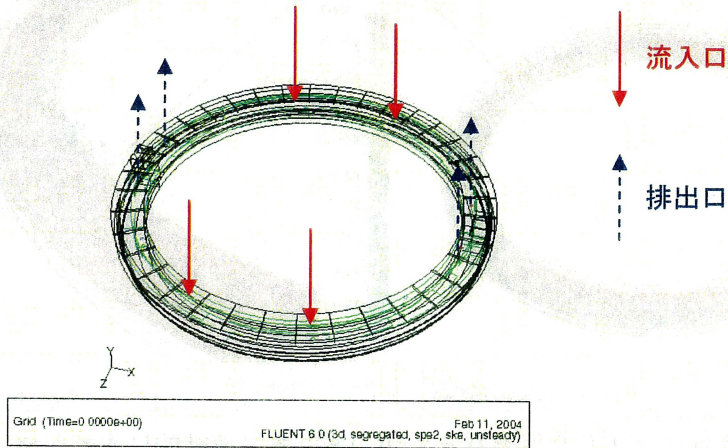 流入口
排出口
Y
X
Z
Grid (Time=0.0000e+00)
Feb 11, 2004
FLUENT 6.0 (3d, segregated, spe2, ske, unsteady)